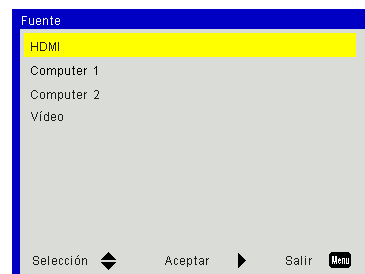 Fuente
HDMI
Computer 1
Computer 2
Vídeo
Selección Aceptar Salir Menu